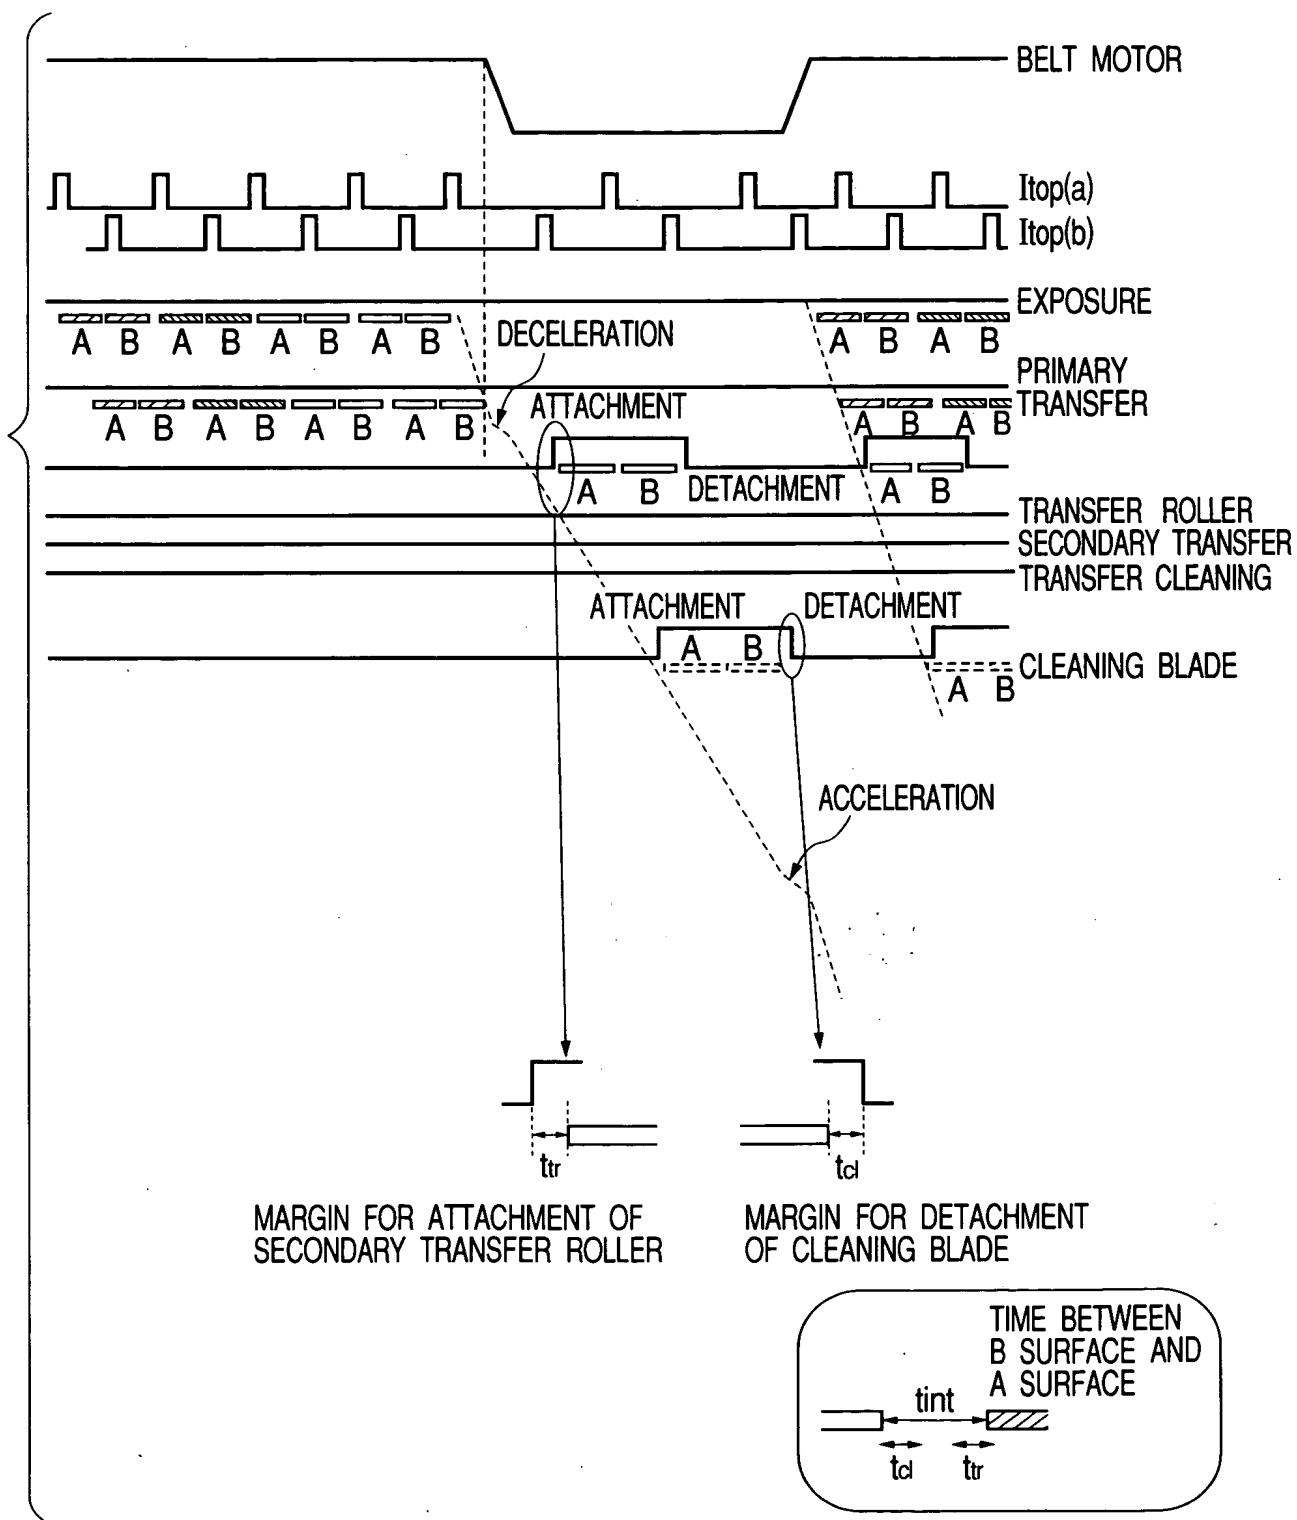 BELT MOTOR
Itop(a)
Itop(b)
EXPOSURE
A B A B A B A B
A B A B
DECELERATION
PRIMARY
TRANSFER
ATTACHMENT
A B A B A B A B
A B A B
A B
DETACHMENT
A B
TRANSFER ROLLER
SECONDARY TRANSFER
TRANSFER CLEANING
ATTACHMENT
DETACHMENT
A B
CLEANING BLADE
A B
ACCELERATION
ttr
tcl
MARGIN FOR ATTACHMENT OF
SECONDARY TRANSFER ROLLER
MARGIN FOR DETACHMENT
OF CLEANING BLADE
TIME BETWEEN
B SURFACE AND
A SURFACE
tint
tcl
ttr